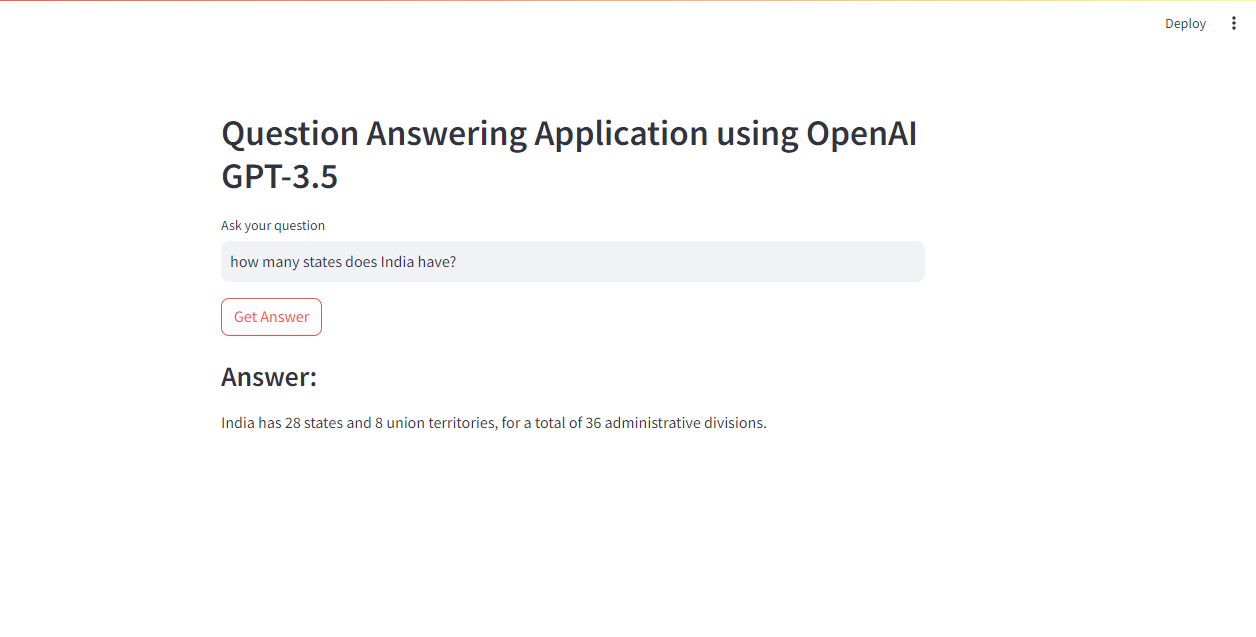 Deploy
Question Answering Application using OpenAI
GPT-3.5
Ask your question
how many states does India have?
Get Answer
Answer:
India has 28 states and 8 union territories, for a total of 36 administrative divisions.